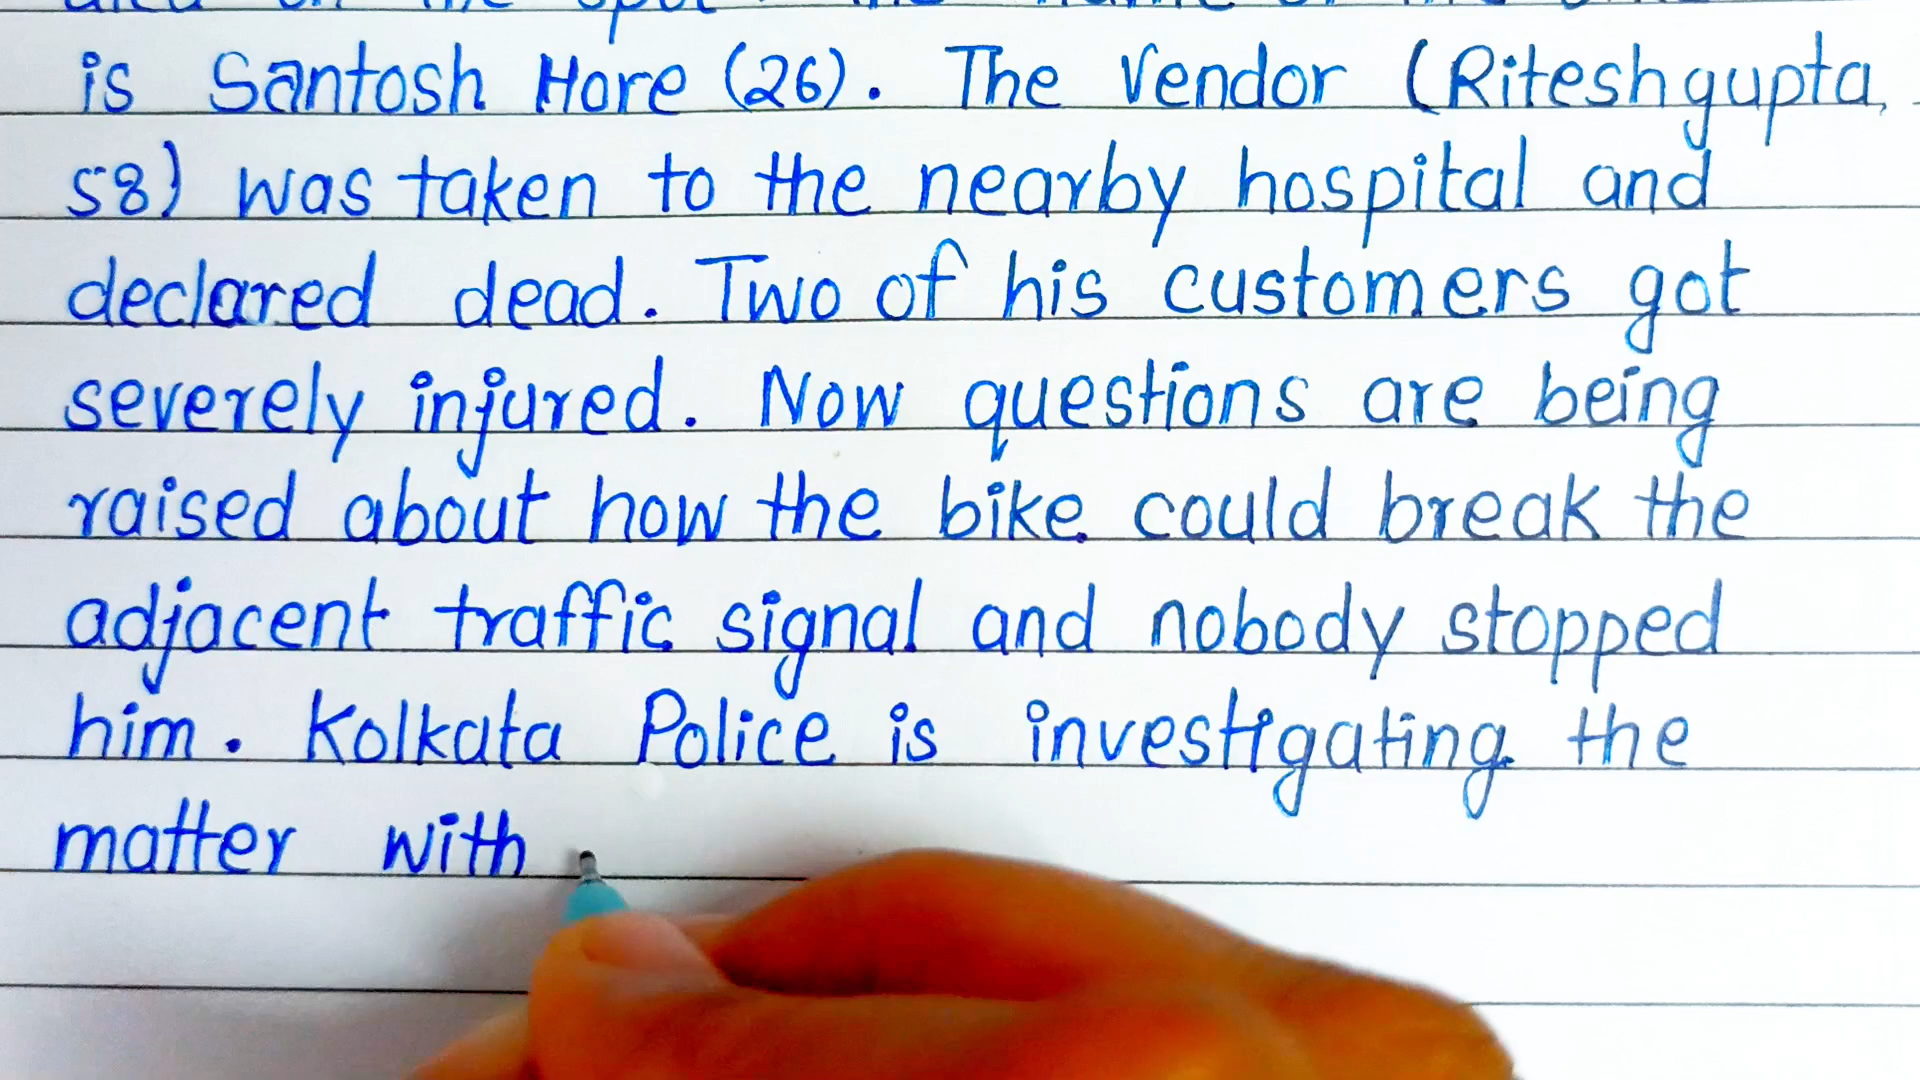 is Santosh Hore (26). The Vendor (Ritesh gupta,
58) was taken to the nearby hospital and
declared dead. Two of his customers got
severely injured. Now questions are being
raised about how the bike could break the
adjacent traffic signal and nobody stopped
him. Kolkata Police is investigating the
matter with